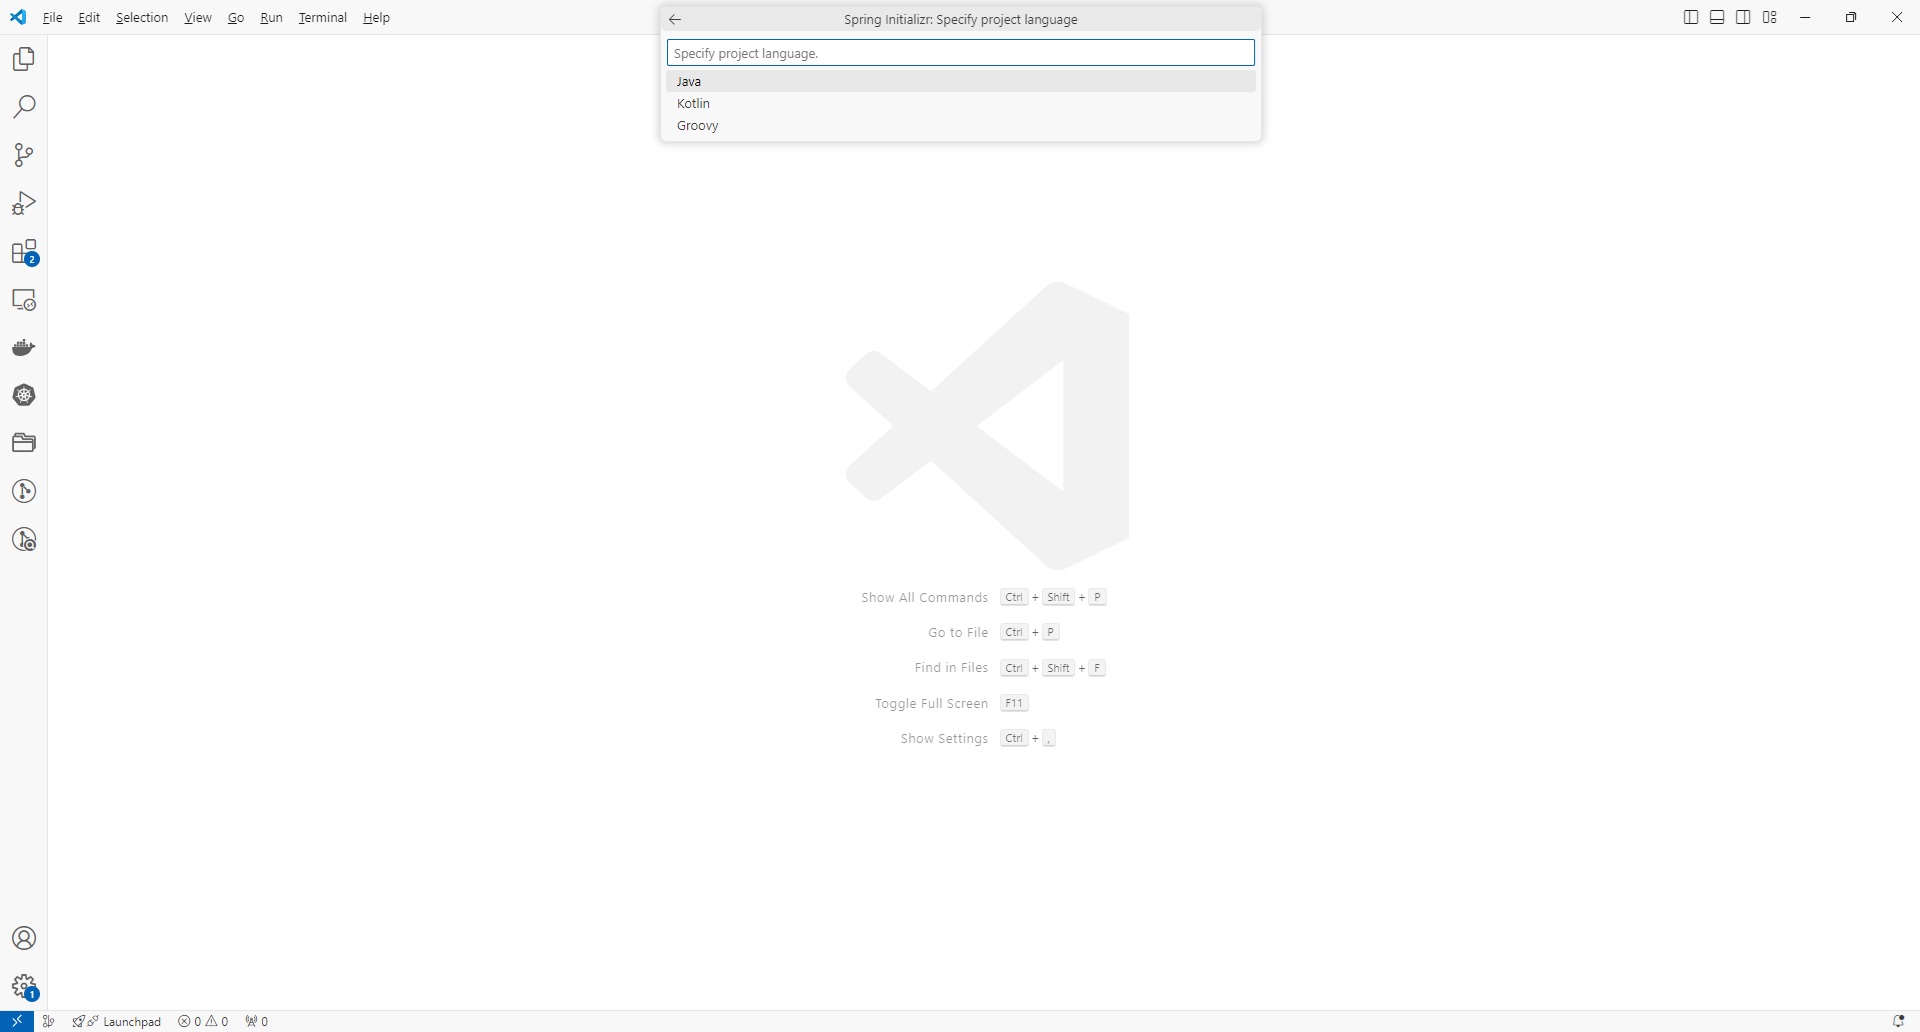 File Edit Selection View Go Run Terminal Help
Spring Initializr: Specify project language
Specify project language.
Java
Kotlin
Groovy
2
Show All Commands Ctrl + Shift + P
Go to File Ctrl + P
Find in Files Ctrl + Shift + F
Toggle Full Screen F11
Show Settings Ctrl + ,
1
Launchpad 0 0 0